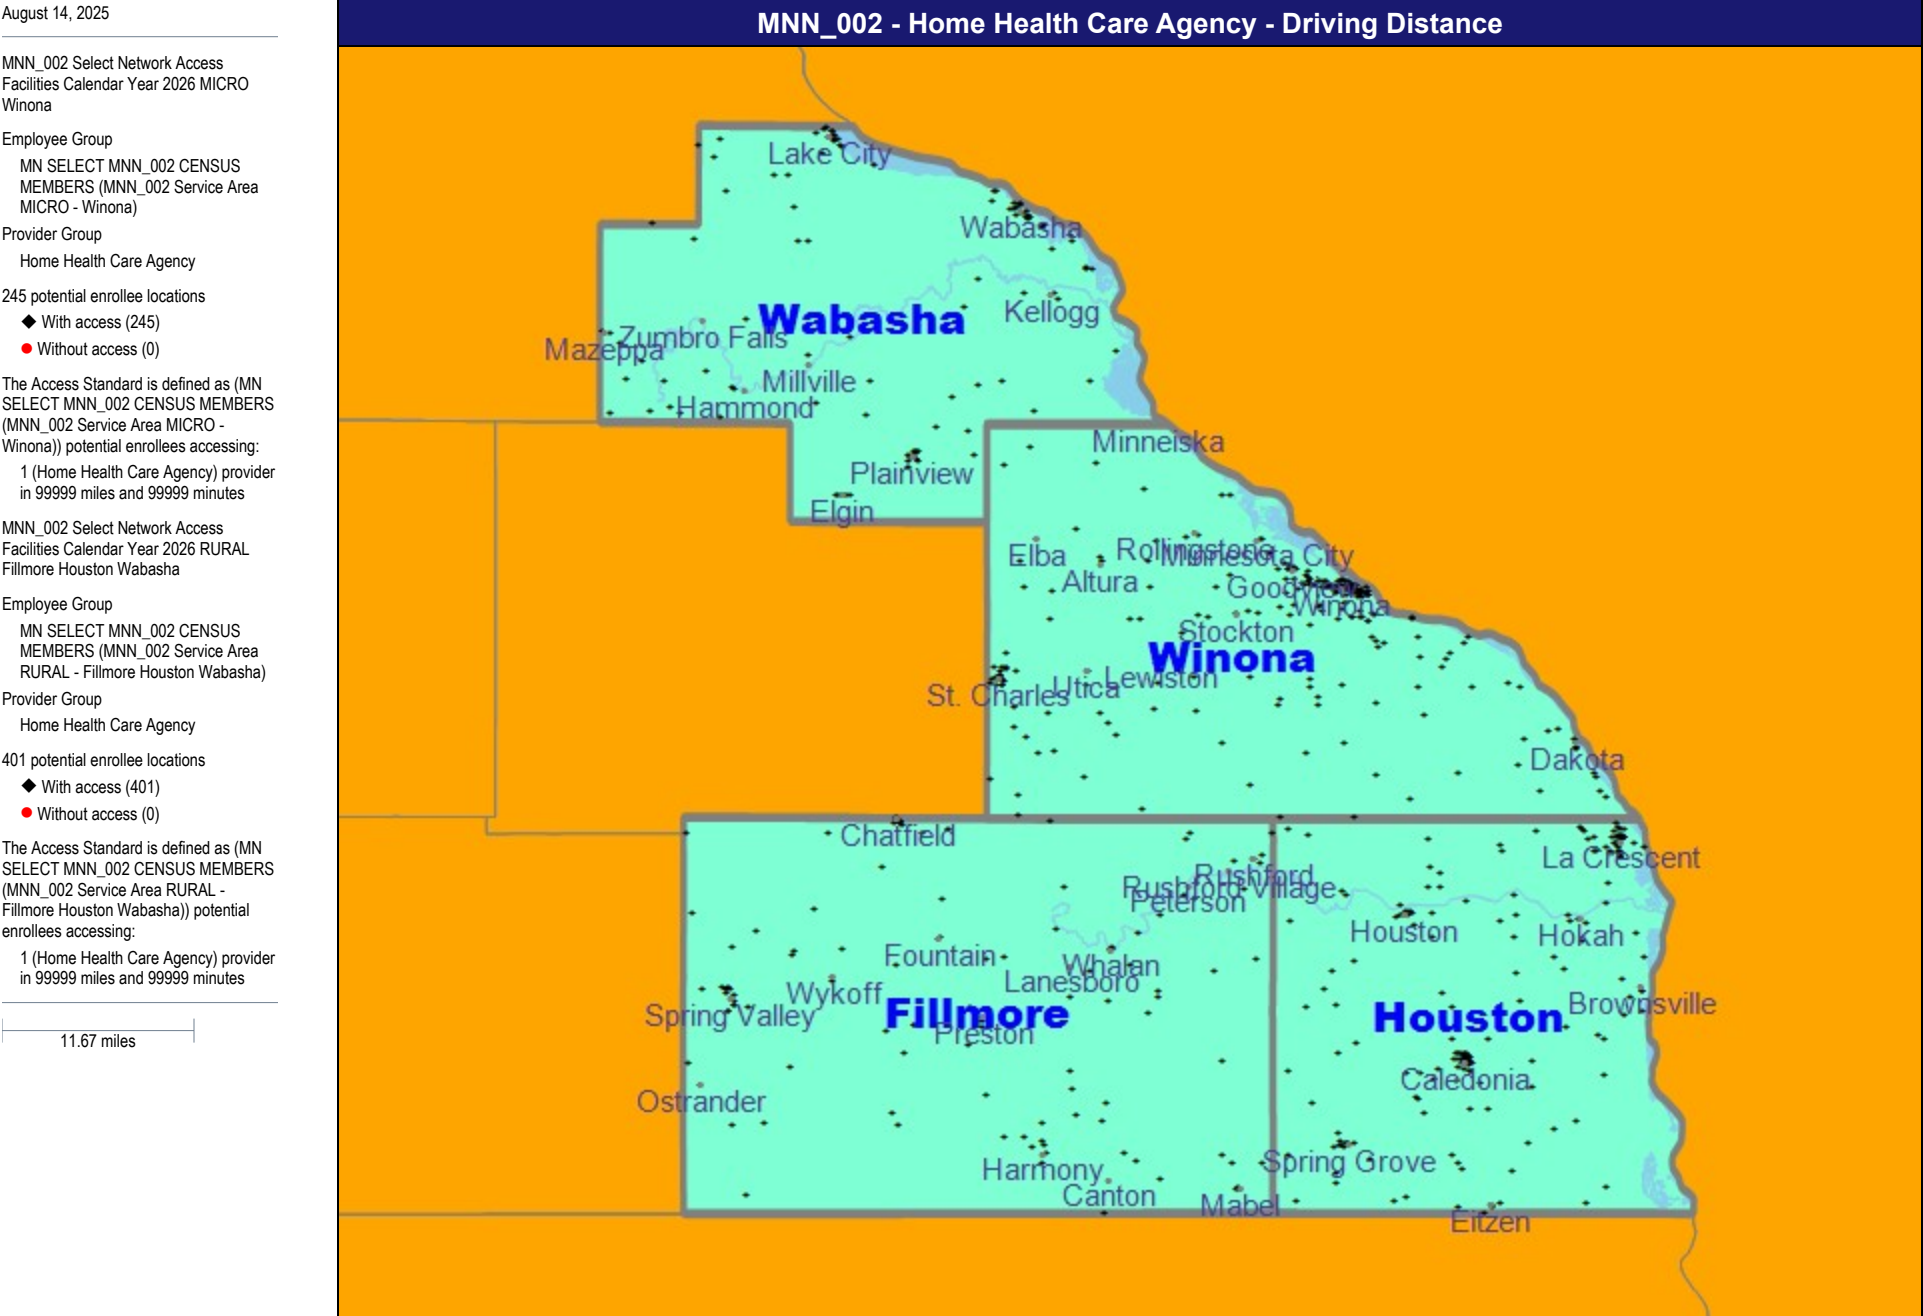 August 14, 2025
MNN_002 - Home Health Care Agency - Driving Distance
MNN_002 Select Network Access
Facilities Calendar Year 2026 MICRO
Winona
Employee Group
MN SELECT MNN_002 CENSUS
MEMBERS (MNN_002 Service Area
MICRO - Winona)
Provider Group
Home Health Care Agency
245 potential enrollee locations
With access (245)
Without access (0)
The Access Standard is defined as (MN
SELECT MNN_002 CENSUS MEMBERS
(MNN_002 Service Area MICRO -
Winona)) potential enrollees accessing:
1 (Home Health Care Agency) provider
in 99999 miles and 99999 minutes
MNN_002 Select Network Access
Facilities Calendar Year 2026 RURAL
Fillmore Houston Wabasha
Employee Group
MN SELECT MNN_002 CENSUS
MEMBERS (MNN_002 Service Area
RURAL - Fillmore Houston Wabasha)
Provider Group
Home Health Care Agency
401 potential enrollee locations
With access (401)
Without access (0)
The Access Standard is defined as (MN
SELECT MNN_002 CENSUS MEMBERS
(MNN_002 Service Area RURAL -
Fillmore Houston Wabasha)) potential
enrollees accessing:
1 (Home Health Care Agency) provider
in 99999 miles and 99999 minutes
11.67 miles
Lake City
Wabasha
Kellogg
Wabasha
Zumbro Falls
Mazeppa
Millville
Hammond
Minneiska
Plainview
Elgin
Rollingstone
Minnesota City
Elba
Altura
Goodview
Winona
Stockton
Winona
Lewiston
Utica
St. Charles
Dakota
Chatfield
La Crescent
Rushford
Rushford Village
Peterson
Houston
Hokah
Fountain
Whalan
Lanesboro
Wykoff
Brownsville
Fillmore
Houston
Spring Valley
Preston
Caledonia
Ostrander
Spring Grove
Harmony
Canton
Mabel
Eitzen